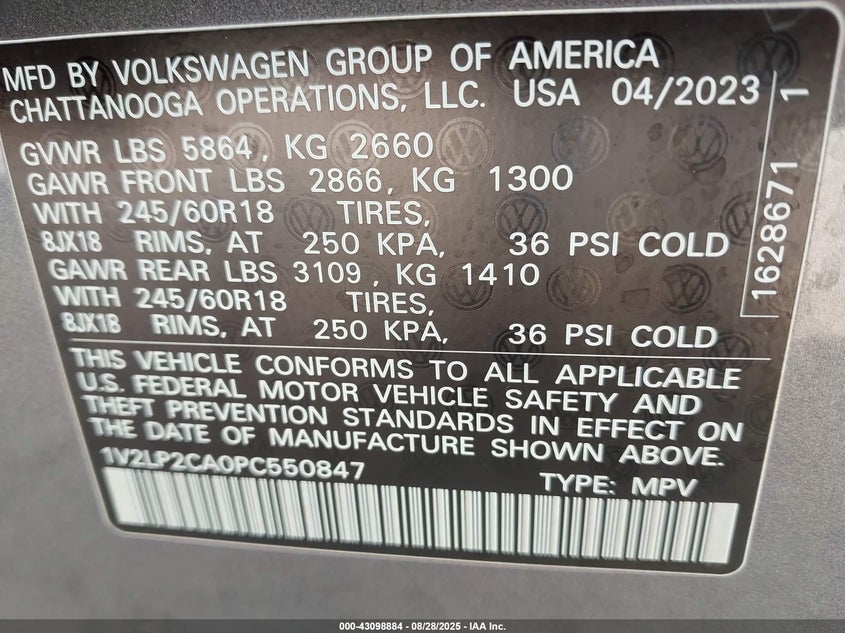 MFD BY VOLKSWAGEN GROUP OF AMERICA
CHATTANOOGA OPERATIONS, LLC. USA 04/2023
GVWR LBS 5864, KG 2660
GAWR FRONT LBS 2866, KG 1300
WITH 245/60R18 TIRES,
8JX18 RIMS, AT 250 KPA, 36 PSI COLD
GAWR REAR LBS 3109, KG 1410
WITH 245/60R18 TIRES,
8JX18 RIMS, AT 250 KPA, 36 PSI COLD
1628671 1
THIS VEHICLE CONFORMS TO ALL APPLICABLE
U.S. FEDERAL MOTOR VEHICLE SAFETY AND
THEFT PREVENTION STANDARDS IN EFFECT ON
THE DATE OF MANUFACTURE SHOWN ABOVE.
1V2LP2CA0PC550847
TYPE: MPV
000-43098884 - 08/28/2025 - IAA Inc.